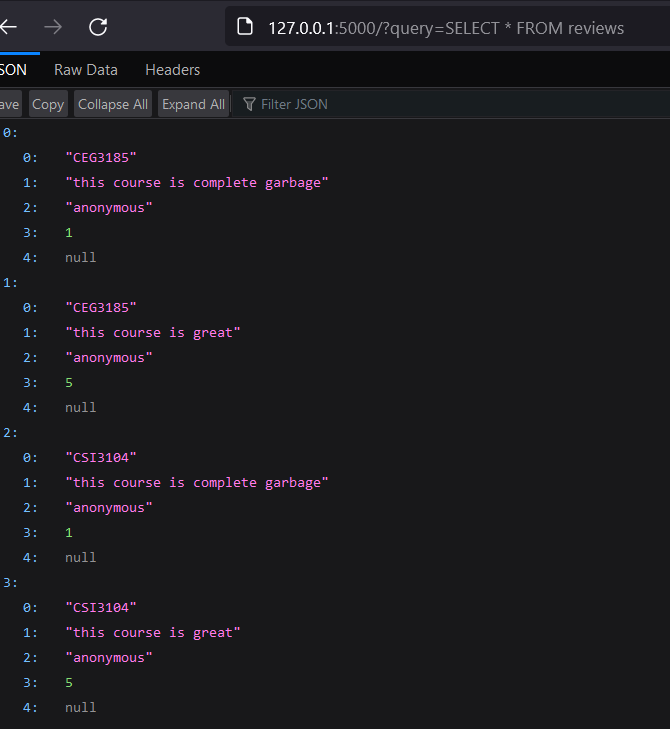 127.0.0.1:5000/?query=SELECT * FROM reviews
SON Raw Data Headers
ave Copy Collapse All Expand All Filter JSON
0:
0: "CEG3185"
1: "this course is complete garbage"
2: "anonymous"
3: 1
4: null
1:
0: "CEG3185"
1: "this course is great"
2: "anonymous"
3: 5
4: null
2:
0: "CSI3104"
1: "this course is complete garbage"
2: "anonymous"
3: 1
4: null
3:
0: "CSI3104"
1: "this course is great"
2: "anonymous"
3: 5
4: null